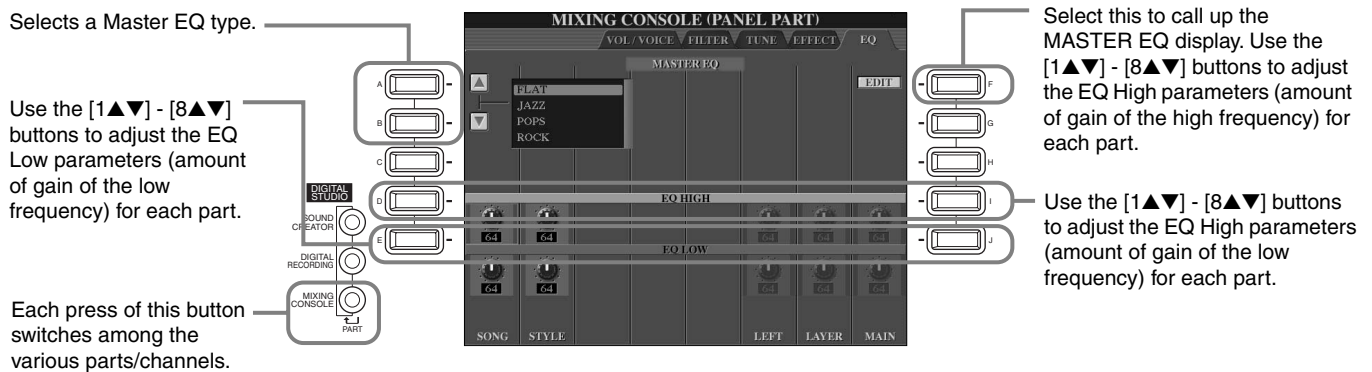 Selects a Master EQ type.
Use the [1▲▼] - [8▲▼]
buttons to adjust the EQ
Low parameters (amount
of gain of the low
frequency) for each part.
Each press of this button
switches among the
various parts/channels.
DIGITAL
STUDIO
SOUND
CREATOR
DIGITAL
RECORDING
MIXING
CONSOLE
PART
A
B
C
D
E
MIXING CONSOLE (PANEL PART)
VOL/VOICE FILTER TUNE EFFECT EQ
MASTER EQ
EDIT
FLAT
JAZZ
POPS
ROCK
EQ HIGH
64 64 64 64 64
EQ LOW
64 64 64 64 64
SONG STYLE LEFT LAYER MAIN
F
G
H
I
J
Select this to call up the
MASTER EQ display. Use the
[1▲▼] - [8▲▼] buttons to adjust
the EQ High parameters (amount
of gain of the high frequency) for
each part.
Use the [1▲▼] - [8▲▼] buttons
to adjust the EQ High parameters
(amount of gain of the low
frequency) for each part.